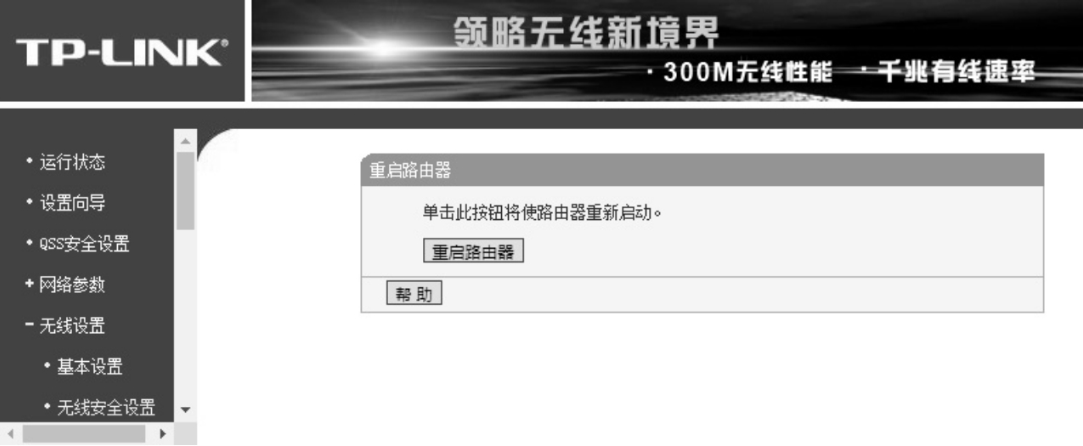 TP-LINK®
领略无线新境界
·300M无线性能 ·千兆有线速率
• 运行状态
• 设置向导
• QSS安全设置
+ 网络参数
- 无线设置
• 基本设置
• 无线安全设置
重启路由器
单击此按钮将使路由器重新启动。
重启路由器
帮 助